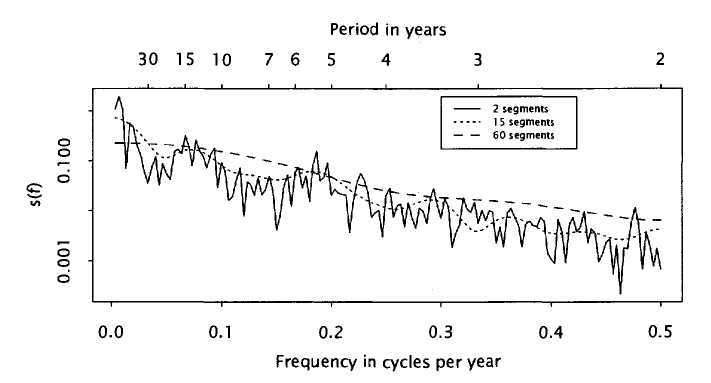 Period in years
30 15 10 7 6 5 4 3 2
2 segments
15 segments
60 segments
s(f)
0.100
0.001
0.0 0.1 0.2 0.3 0.4 0.5
Frequency in cycles per year